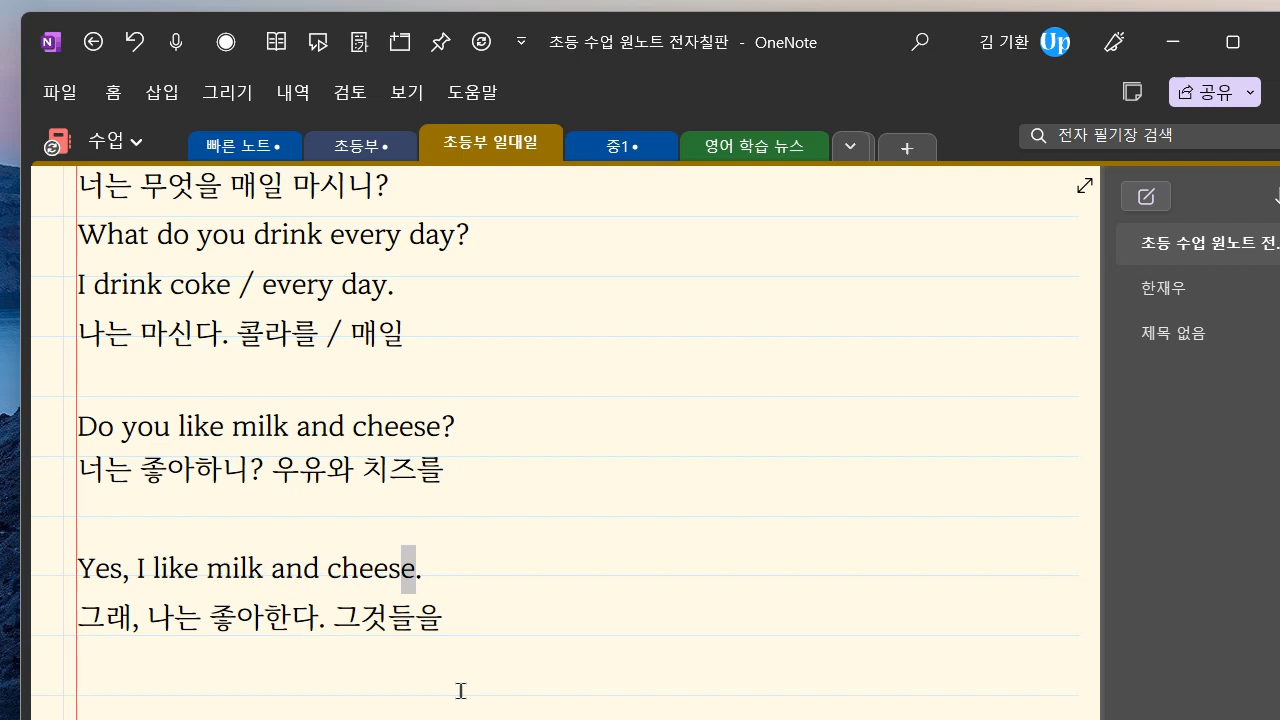 초등 수업 원노트 전자칠판 - OneNote
김 기환
Up
파일 홈 삽입 그리기 내역 검토 보기 도움말
공유
수업
빠른 노트
초등부
초등부 일대일
중1
영어 학습 뉴스
전자 필기장 검색
너는 무엇을 매일 마시니?
What do you drink every day?
I drink coke / every day.
나는 마신다. 콜라를 / 매일
Do you like milk and cheese?
너는 좋아하니? 우유와 치즈를
Yes, I like milk and cheese.
그래, 나는 좋아한다. 그것들을
초등 수업 원노트 전...
한재우
제목 없음